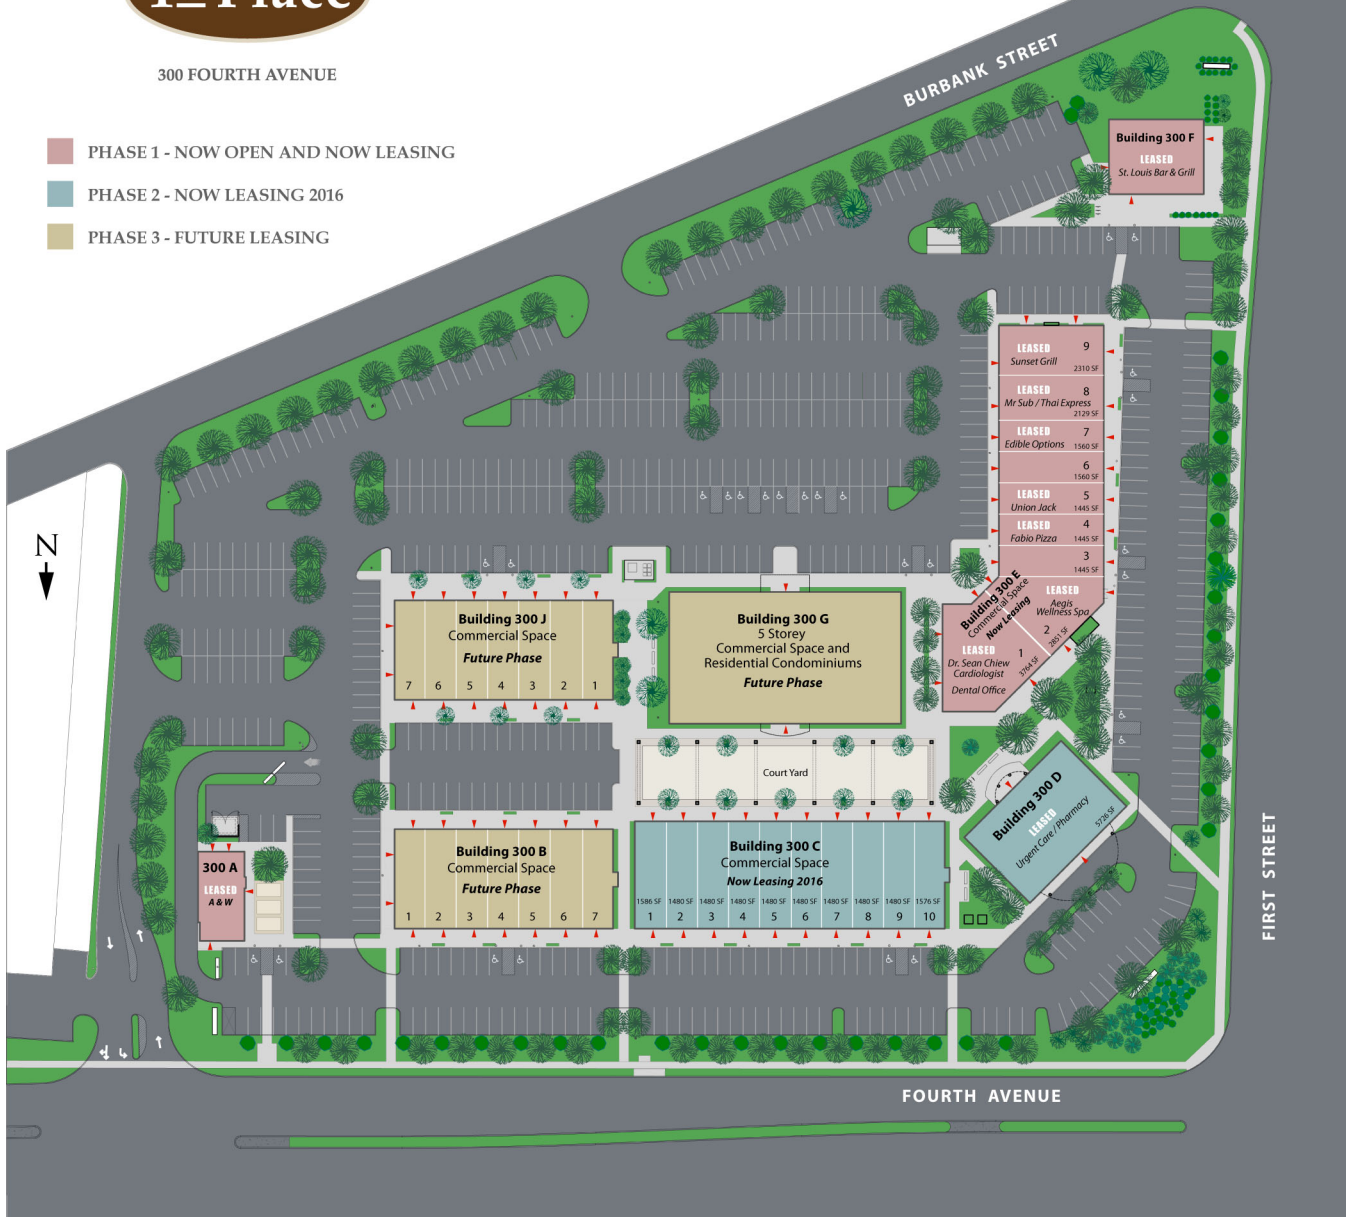 1st Place
300 FOURTH AVENUE
PHASE 1 - NOW OPEN AND NOW LEASING
PHASE 2 - NOW LEASING 2016
PHASE 3 - FUTURE LEASING
BURBANK STREET
Building 300 F
LEASED
St. Louis Bar & Grill
N
LEASED
9
Sunset Grill
2310 SF
LEASED
8
Mr Sub / Thai Express
2129 SF
LEASED
7
Edible Options
1560 SF
6
1560 SF
LEASED
5
Union Jack
1445 SF
LEASED
4
Fabio Pizza
1445 SF
3
1445 SF
Building 300 E
Commercial Space
Now Leasing
LEASED
Aegis
Wellness Spa
2
2851 SF
1
3764 SF
LEASED
Dr. Sean Chiew
Cardiologist
Dental Office
Building 300 J
Commercial Space
Future Phase
7 6 5 4 3 2 1
Building 300 G
5 Storey
Commercial Space and
Residential Condominiums
Future Phase
Court Yard
Building 300 D
LEASED
Urgent Care / Pharmacy
5726 SF
300 A
LEASED
A & W
Building 300 B
Commercial Space
Future Phase
1 2 3 4 5 6 7
Building 300 C
Commercial Space
Now Leasing 2016
1586 SF 1480 SF 1480 SF 1480 SF 1480 SF 1480 SF 1480 SF 1480 SF 1480 SF 1576 SF
1 2 3 4 5 6 7 8 9 10
FIRST STREET
FOURTH AVENUE